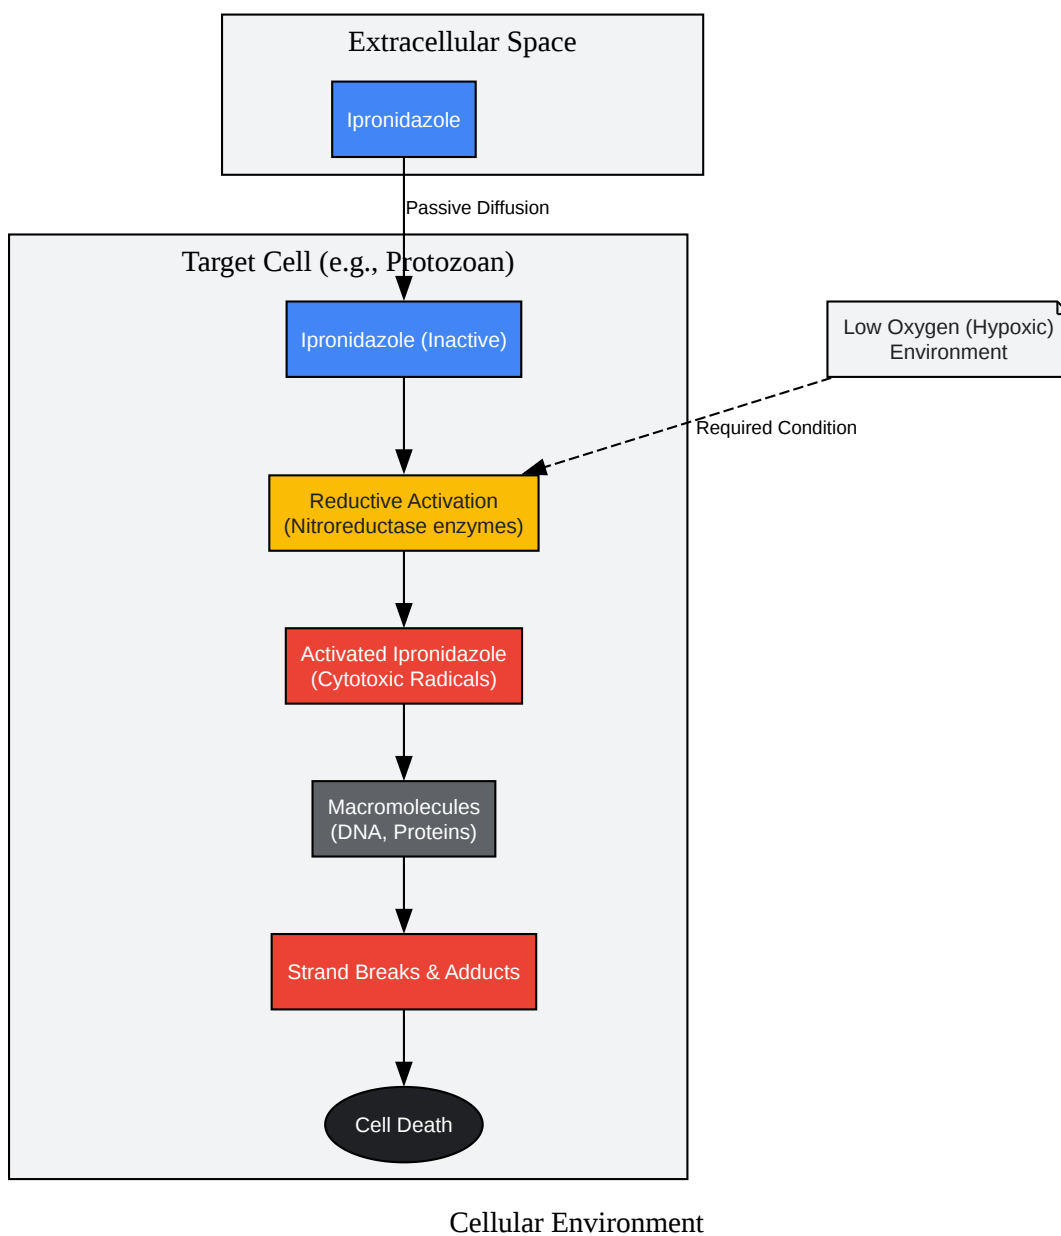 Extracellular Space
Ipronidazole
Passive Diffusion
Target Cell (e.g., Protozoan)
Ipronidazole (Inactive)
Low Oxygen (Hypoxic)
Environment
Required Condition
Reductive Activation
(Nitroreductase enzymes)
Activated Ipronidazole
(Cytotoxic Radicals)
Macromolecules
(DNA, Proteins)
Strand Breaks & Adducts
Cell Death
Cellular Environment